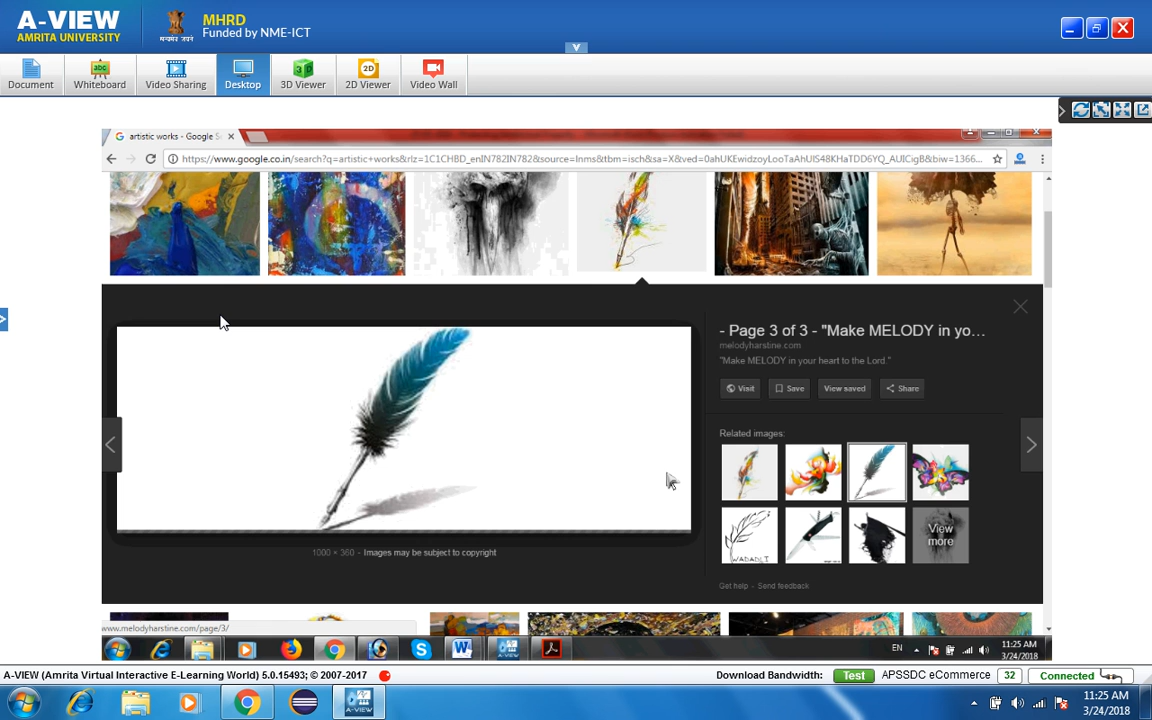 A-VIEW
AMRITA UNIVERSITY
MHRD
Funded by NME-ICT
Document
Whiteboard
Video Sharing
Desktop
3D Viewer
2D Viewer
Video Wall
artistic works - Google S
https://www.google.co.in/search?q=artistic+works&rlz=1C1CHBD_enIN782IN782&source=lnms&tbm=isch&sa=X&ved=0ahUKEwidzoyLooTaAhUIS48KHaTDD6YQ_AUICigB&biw=1366...
- Page 3 of 3 - "Make MELODY in yo...
melodyharstine.com
"Make MELODY in your heart to the Lord."
Visit
Save
View saved
Share
Related images:
WADADLI
View more
1000 × 360 - Images may be subject to copyright
Get help - Send feedback
www.melodyharstine.com/page/3/
EN
11:25 AM
3/24/2018
A-VIEW (Amrita Virtual Interactive E-Learning World) 5.0.15493; © 2007-2017
Download Bandwidth:
Test
APSSDC eCommerce
32
Connected
11:25 AM
3/24/2018